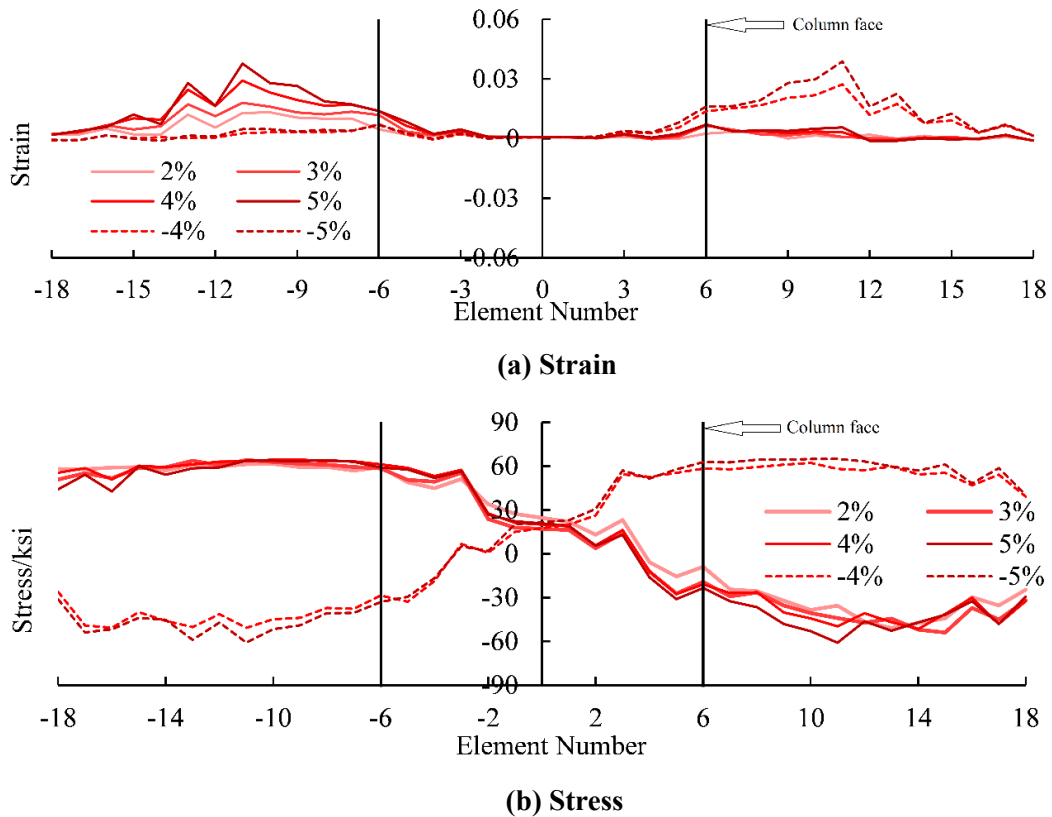 0.06
Column face
0.03
0
Strain
2% 3%
4% 5%
-4% -5%
-0.03
-0.06
-18 -15 -12 -9 -6 -3 0 3 6 9 12 15 18
Element Number
(a) Strain
90
Column face
60
30
0
Stress/ksi
2% 3%
4% 5%
-4% -5%
-30
-60
-90
-18 -14 -10 -6 -2 2 6 10 14 18
Element Number
(b) Stress